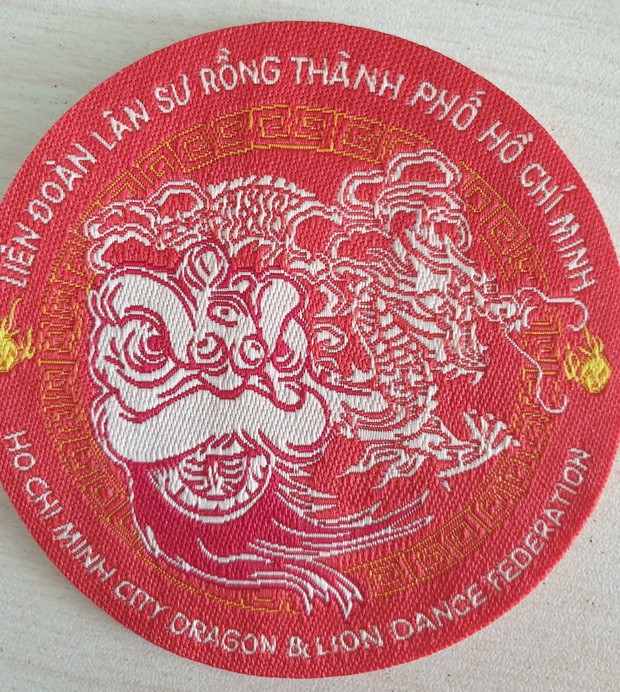 LIÊN ĐOÀN LÂN SƯ RỒNG THÀNH PHỐ HỒ CHÍ MINH
HO CHI MINH CITY DRAGON & LION DANCE FEDERATION